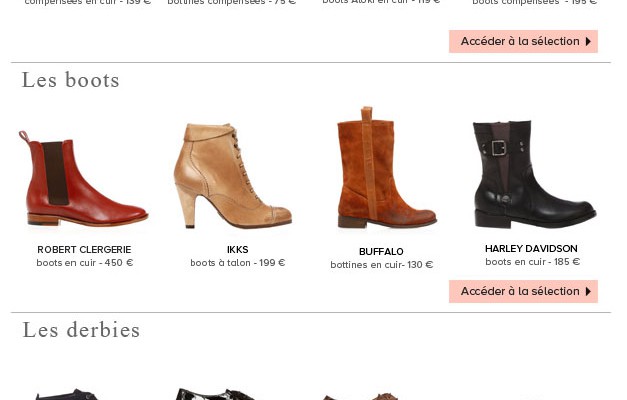 compensées en cuir - 139 €
bottines compensées - 75 €
boots Aloki en cuir - 119 €
boots compensées - 195 €
Accéder à la sélection
Les boots
ROBERT CLERGERIE
boots en cuir - 450 €
IKKS
boots à talon - 199 €
BUFFALO
bottines en cuir- 130 €
HARLEY DAVIDSON
boots en cuir - 185 €
Accéder à la sélection
Les derbies